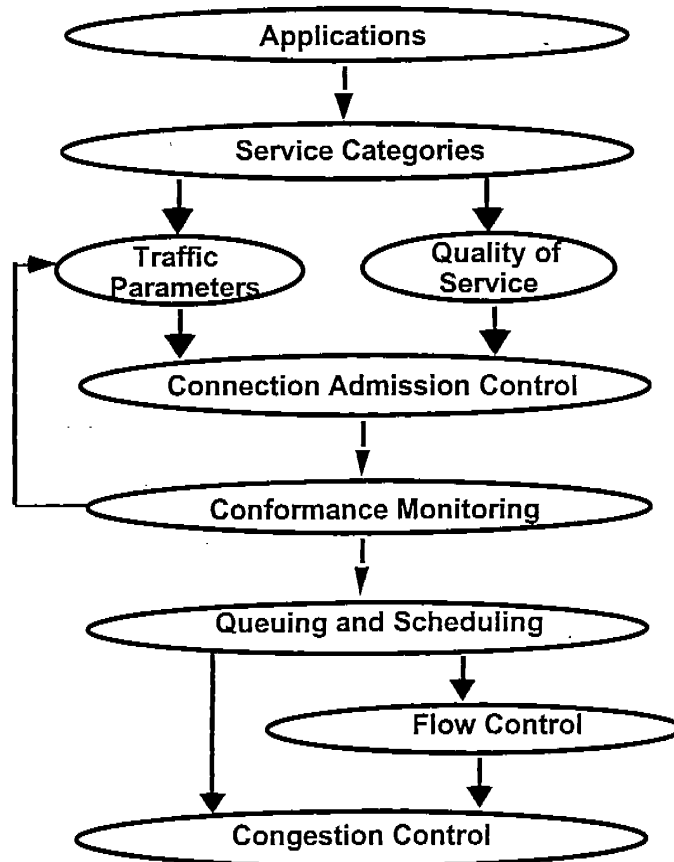 Applications
Service Categories
Traffic
Parameters
Quality of
Service
Connection Admission Control
Conformance Monitoring
Queuing and Scheduling
Flow Control
Congestion Control